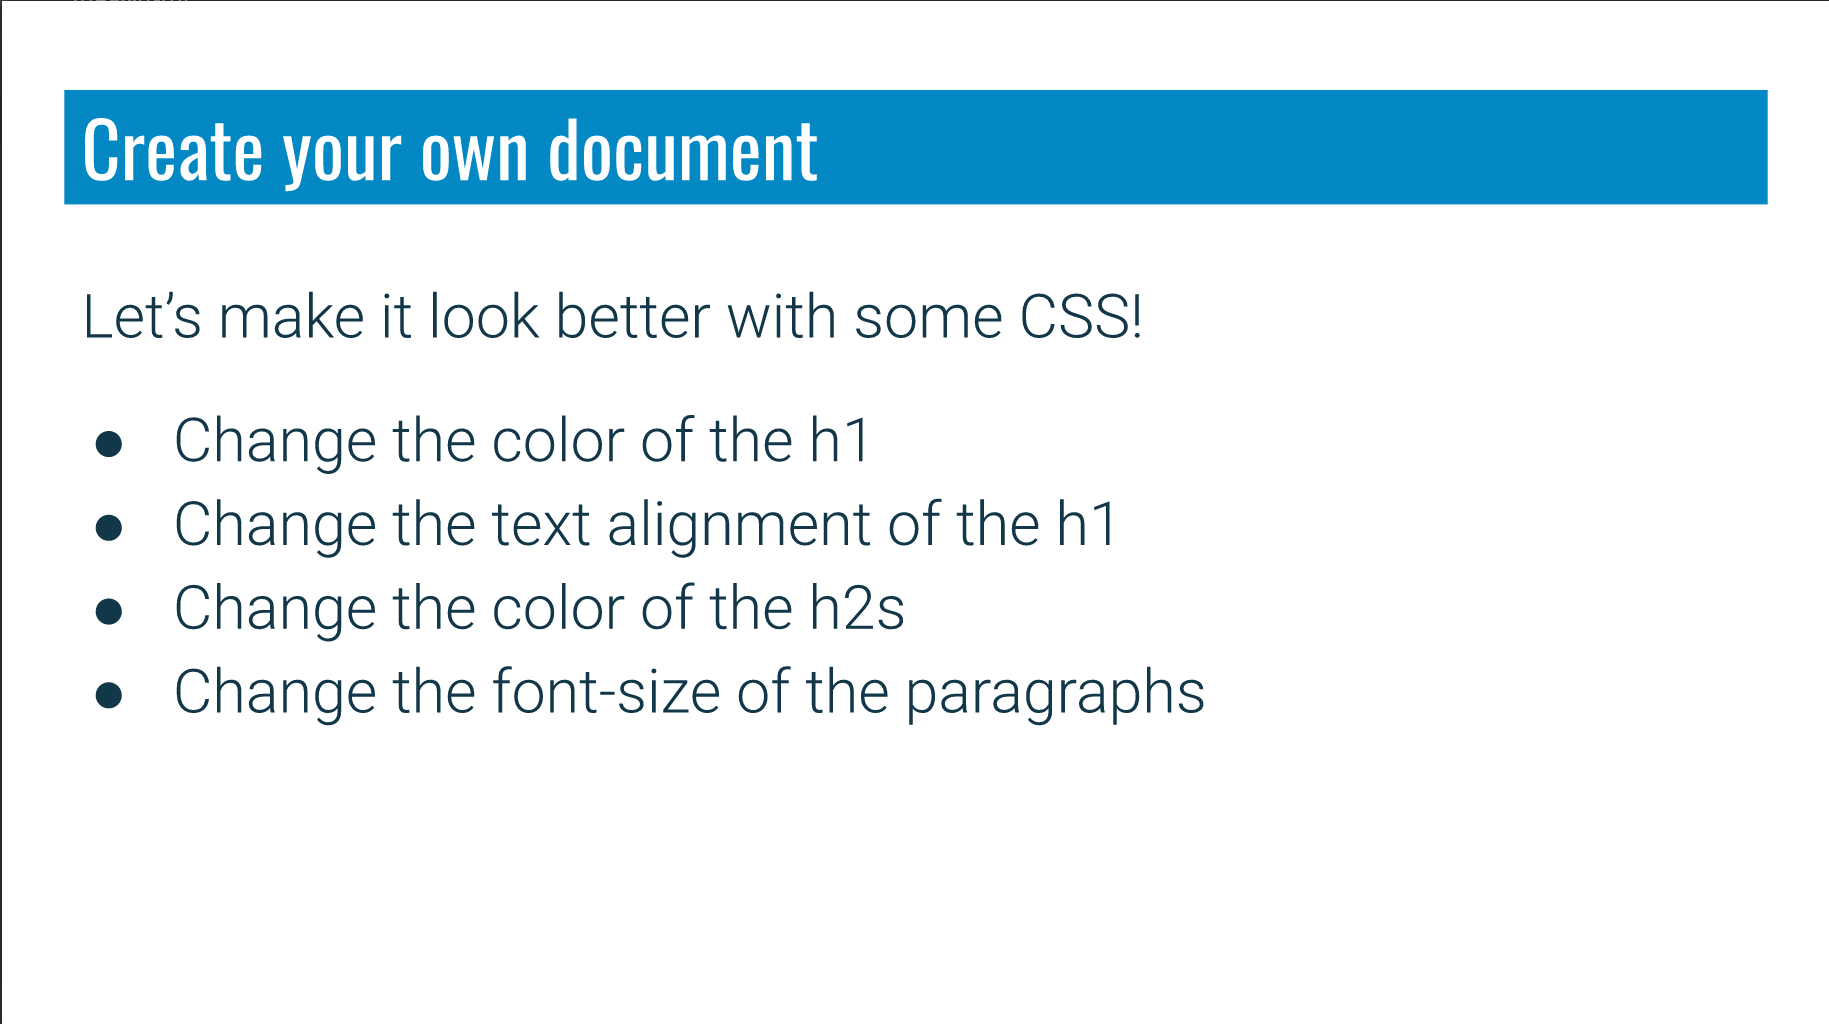 Create your own document
Let’s make it look better with some CSS!
● Change the color of the h1
● Change the text alignment of the h1
● Change the color of the h2s
● Change the font-size of the paragraphs